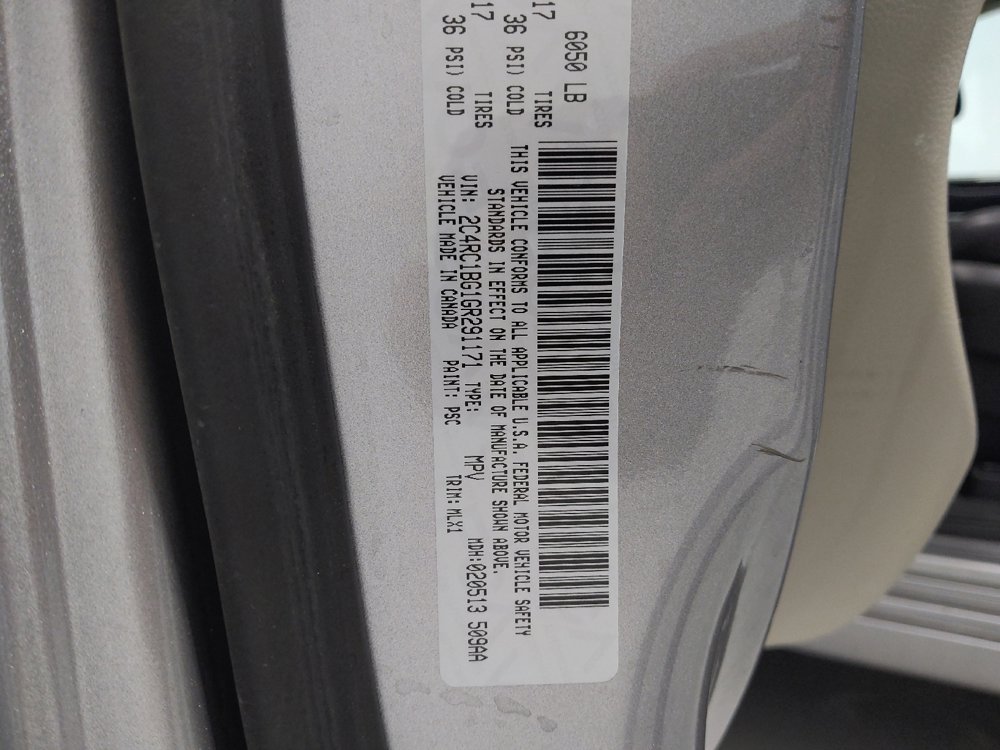 6050 LB
17 TIRES
36 PSI) COLD
17 TIRES
36 PSI) COLD
THIS VEHICLE CONFORMS TO ALL APPLICABLE U.S.A. FEDERAL MOTOR VEHICLE SAFETY
STANDARDS IN EFFECT ON THE DATE OF MANUFACTURE SHOWN ABOVE.
VIN: 2C4RC1BG1GR291171 TYPE: MPV MDH:020513 509AA
VEHICLE MADE IN CANADA PAINT: PSC TRIM: MLX1